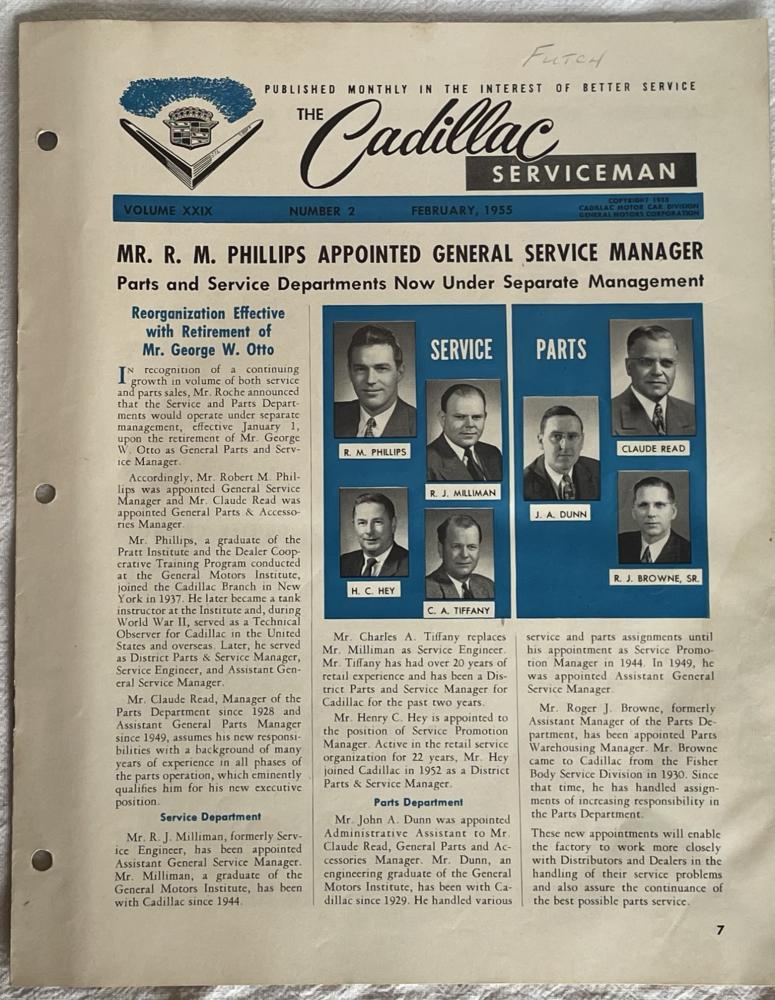 FUTCH
PUBLISHED MONTHLY IN THE INTEREST OF BETTER SERVICE
THE Cadillac
SERVICEMAN
VOLUME XXIX NUMBER 2 FEBRUARY, 1955
COPYRIGHT 1955
CADILLAC MOTOR CAR DIVISION
GENERAL MOTORS CORPORATION
MR. R. M. PHILLIPS APPOINTED GENERAL SERVICE MANAGER
Parts and Service Departments Now Under Separate Management
Reorganization Effective
with Retirement of
Mr. George W. Otto
IN recognition of a continuing
growth in volume of both service
and parts sales, Mr. Roche announced
that the Service and Parts Depart-
ments would operate under separate
management, effective January 1,
upon the retirement of Mr. George
W. Otto as General Parts and Serv-
ice Manager.
Accordingly, Mr. Robert M. Phil-
lips was appointed General Service
Manager and Mr. Claude Read was
appointed General Parts & Accesso-
ries Manager.
Mr. Phillips, a graduate of the
Pratt Institute and the Dealer Coop-
erative Training Program conducted
at the General Motors Institute,
joined the Cadillac Branch in New
York in 1937. He later became a tank
instructor at the Institute and, during
World War II, served as a Technical
Observer for Cadillac in the United
States and overseas. Later, he served
as District Parts & Service Manager,
Service Engineer, and Assistant Gen-
eral Service Manager.
Mr. Claude Read, Manager of the
Parts Department since 1928 and
Assistant General Parts Manager
since 1949, assumes his new responsi-
bilities with a background of many
years of experience in all phases of
the parts operation, which eminently
qualifies him for his new executive
position.
Service Department
Mr. R. J. Milliman, formerly Serv-
ice Engineer, has been appointed
Assistant General Service Manager.
Mr. Milliman, a graduate of the
General Motors Institute, has been
with Cadillac since 1944.
SERVICE
R. M. PHILLIPS
R. J. MILLIMAN
H. C. HEY
C. A. TIFFANY
PARTS
CLAUDE READ
J. A. DUNN
R. J. BROWNE, SR.
Mr. Charles A. Tiffany replaces
Mr. Milliman as Service Engineer.
Mr. Tiffany has had over 20 years of
retail experience and has been a Dis-
trict Parts and Service Manager for
Cadillac for the past two years.
Mr. Henry C. Hey is appointed to
the position of Service Promotion
Manager. Active in the retail service
organization for 22 years, Mr. Hey
joined Cadillac in 1952 as a District
Parts & Service Manager.
Parts Department
Mr. John A. Dunn was appointed
Administrative Assistant to Mr.
Claude Read, General Parts and Ac-
cessories Manager. Mr. Dunn, an
engineering graduate of the General
Motors Institute, has been with Ca-
dillac since 1929. He handled various
service and parts assignments until
his appointment as Service Promo-
tion Manager in 1944. In 1949, he
was appointed Assistant General
Service Manager.
Mr. Roger J. Browne, formerly
Assistant Manager of the Parts De-
partment, has been appointed Parts
Warehousing Manager. Mr. Browne
came to Cadillac from the Fisher
Body Service Division in 1930. Since
that time, he has handled assign-
ments of increasing responsibility in
the Parts Department.
These new appointments will enable
the factory to work more closely
with Distributors and Dealers in the
handling of their service problems
and also assure the continuance of
the best possible parts service.
7